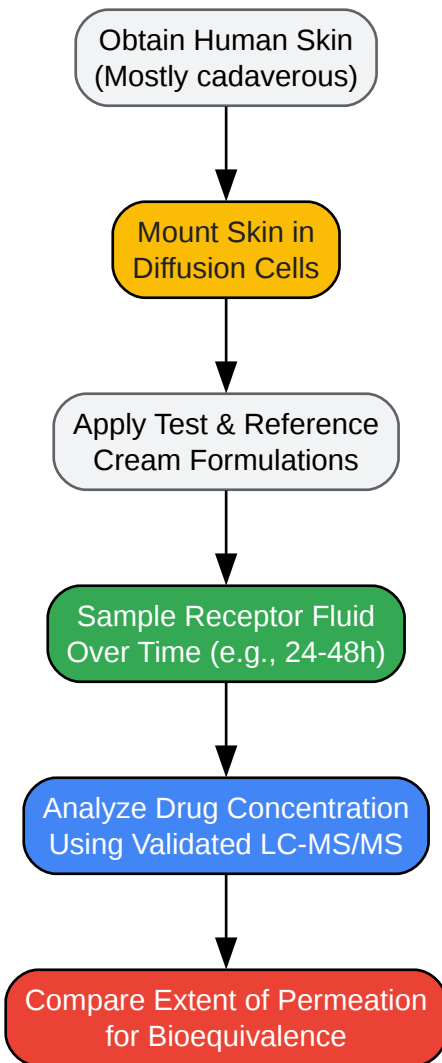 Obtain Human Skin
(Mostly cadaverous)
Mount Skin in
Diffusion Cells
Apply Test & Reference
Cream Formulations
Sample Receptor Fluid
Over Time (e.g., 24-48h)
Analyze Drug Concentration
Using Validated LC-MS/MS
Compare Extent of Permeation
for Bioequivalence